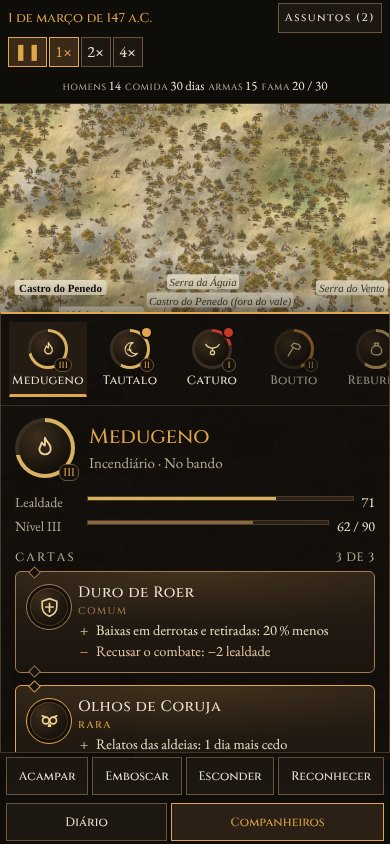 1 DE MARÇO DE 147 A.C.
ASSUNTOS (2)
1× 2× 4×
HOMENS 14 COMIDA 30 dias ARMAS 15 FAMA 20 / 30
Serra da Águia
Castro do Penedo
Serra do Vento
Castro do Penedo (fora do vale)
III II I II
MEDUGENO TAUTALO CATURO BOUTIO REBUR
MEDUGENO
Incendiário · No bando
III
Lealdade 71
Nível III 62 / 90
CARTAS 3 DE 3
DURO DE ROER
COMUM
+ Baixas em derrotas e retiradas: 20 % menos
− Recusar o combate: −2 lealdade
OLHOS DE CORUJA
RARA
+ Relatos das aldeias: 1 dia mais cedo
ACAMPAR EMBOSCAR ESCONDER RECONHECER
DIÁRIO COMPANHEIROS